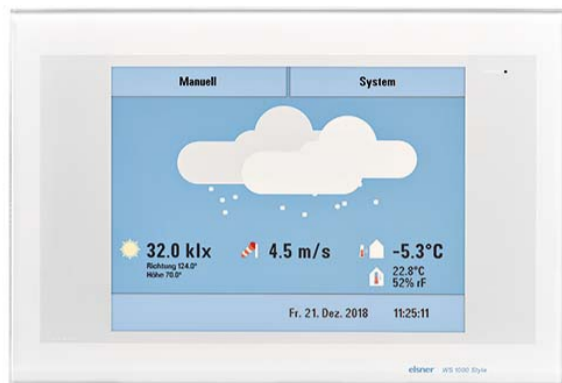 Manuell System
32.0 klx 4.5 m/s -5.3°C
Richtung 124.0°
Höhe 70.0°
22.8°C
52% rF
Fr. 21. Dez. 2018 11:25:11
elsner WS 1000 Style